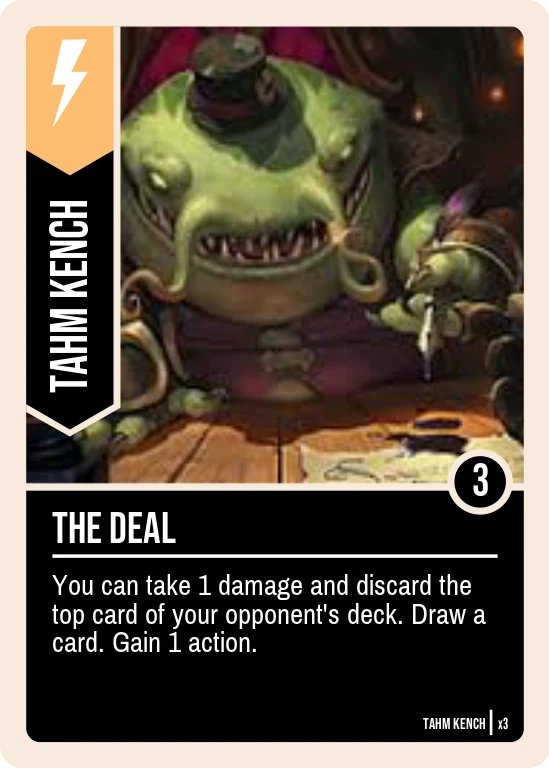 TAHM KENCH
3
THE DEAL
You can take 1 damage and discard the
top card of your opponent's deck. Draw a
card. Gain 1 action.
TAHM KENCH x3